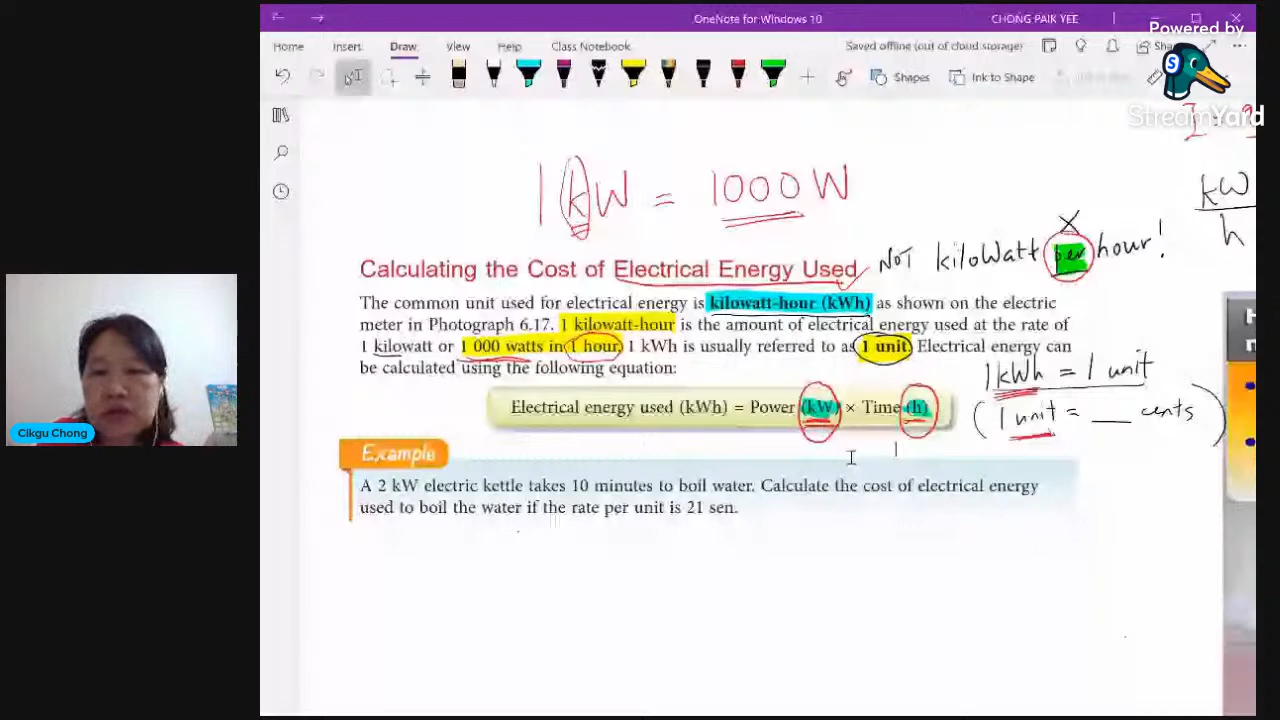 OneNote for Windows 10
CHONG PAIK YEE
Powered by
StreamYard
Home Insert Draw View Help Class Notebook
Saved offline (out of cloud storage)
Shapes Ink to Shape
1 kW = 1000 W
kW
h
X
NOT kiloWatt per hour!
Calculating the Cost of Electrical Energy Used
The common unit used for electrical energy is kilowatt-hour (kWh) as shown on the electric
meter in Photograph 6.17. 1 kilowatt-hour is the amount of electrical energy used at the rate of
1 kilowatt or 1 000 watts in 1 hour. 1 kWh is usually referred to as 1 unit. Electrical energy can
be calculated using the following equation:
1 kWh = 1 unit
(1 unit = __ cents)
Electrical energy used (kWh) = Power (kW) × Time (h)
Example
A 2 kW electric kettle takes 10 minutes to boil water. Calculate the cost of electrical energy
used to boil the water if the rate per unit is 21 sen.
Cikgu Chong